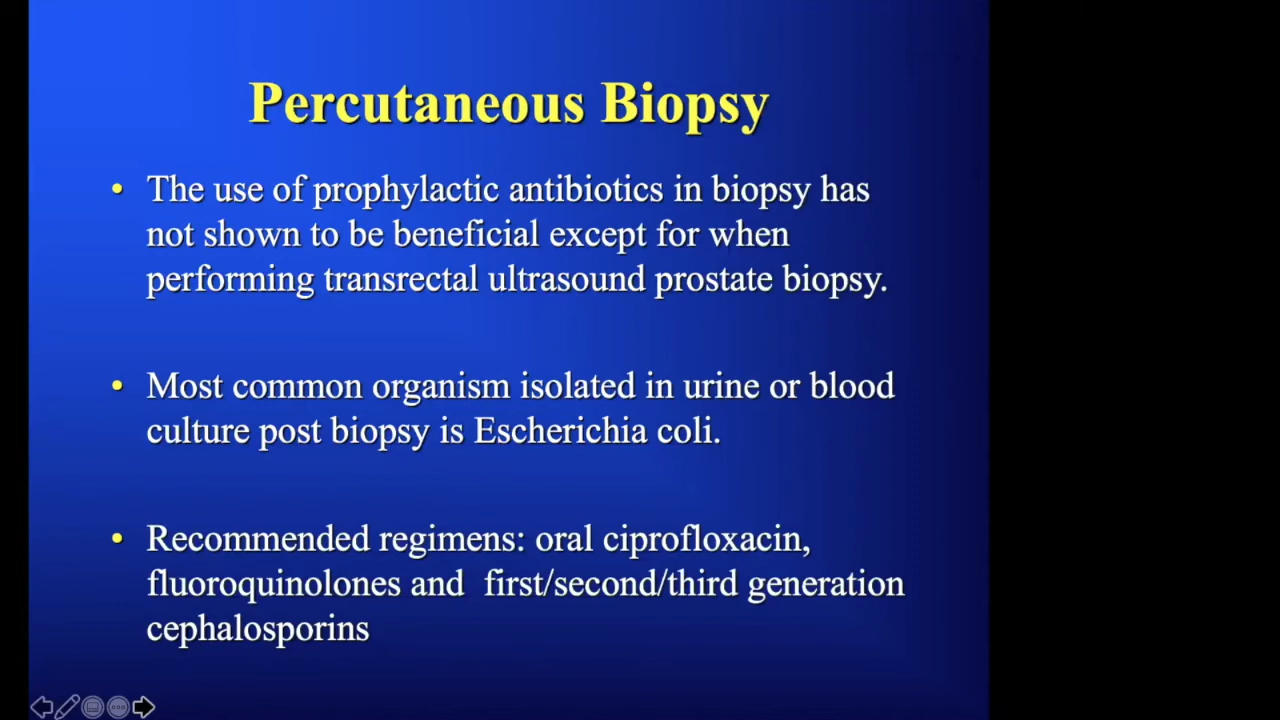 Percutaneous Biopsy
• The use of prophylactic antibiotics in biopsy has
not shown to be beneficial except for when
performing transrectal ultrasound prostate biopsy.
• Most common organism isolated in urine or blood
culture post biopsy is Escherichia coli.
• Recommended regimens: oral ciprofloxacin,
fluoroquinolones and  first/second/third generation
cephalosporins